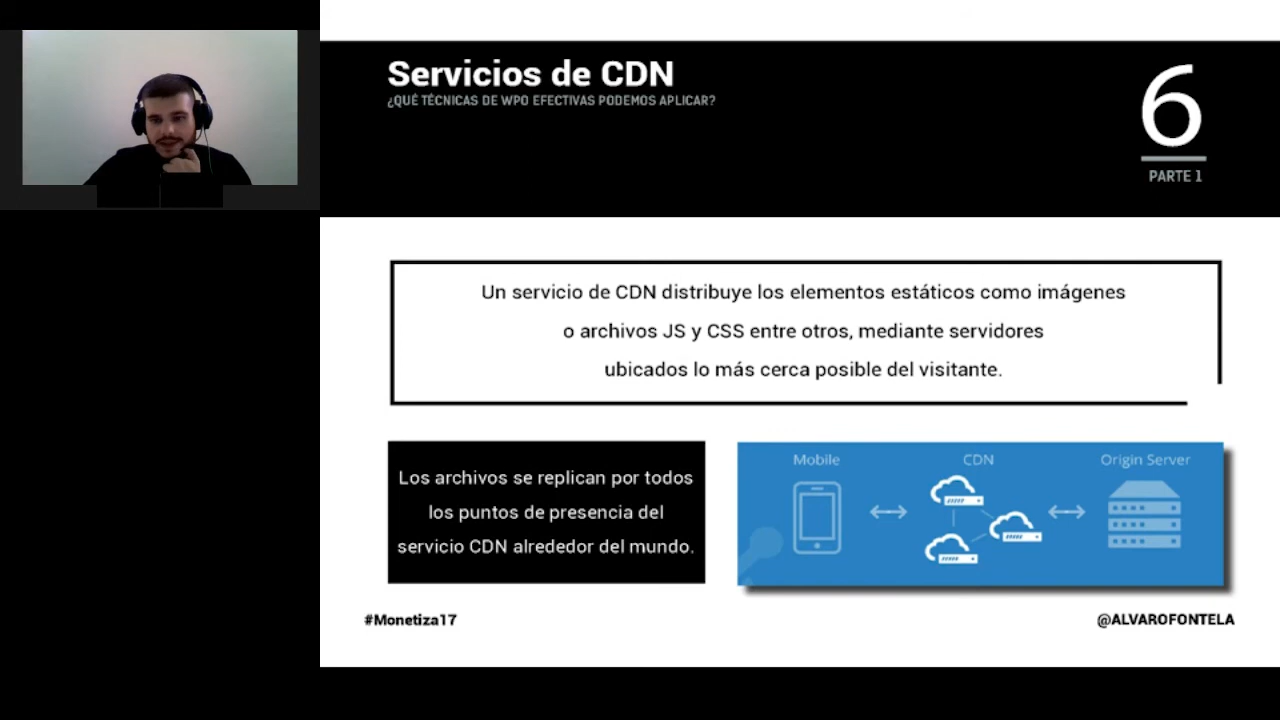 Servicios de CDN
¿QUÉ TÉCNICAS DE WPO EFECTIVAS PODEMOS APLICAR?
6
PARTE 1
Un servicio de CDN distribuye los elementos estáticos como imágenes
o archivos JS y CSS entre otros, mediante servidores
ubicados lo más cerca posible del visitante.
Los archivos se replican por todos
los puntos de presencia del
servicio CDN alrededor del mundo.
Mobile
CDN
Origin Server
#Monetiza17
@ALVAROFONTELA